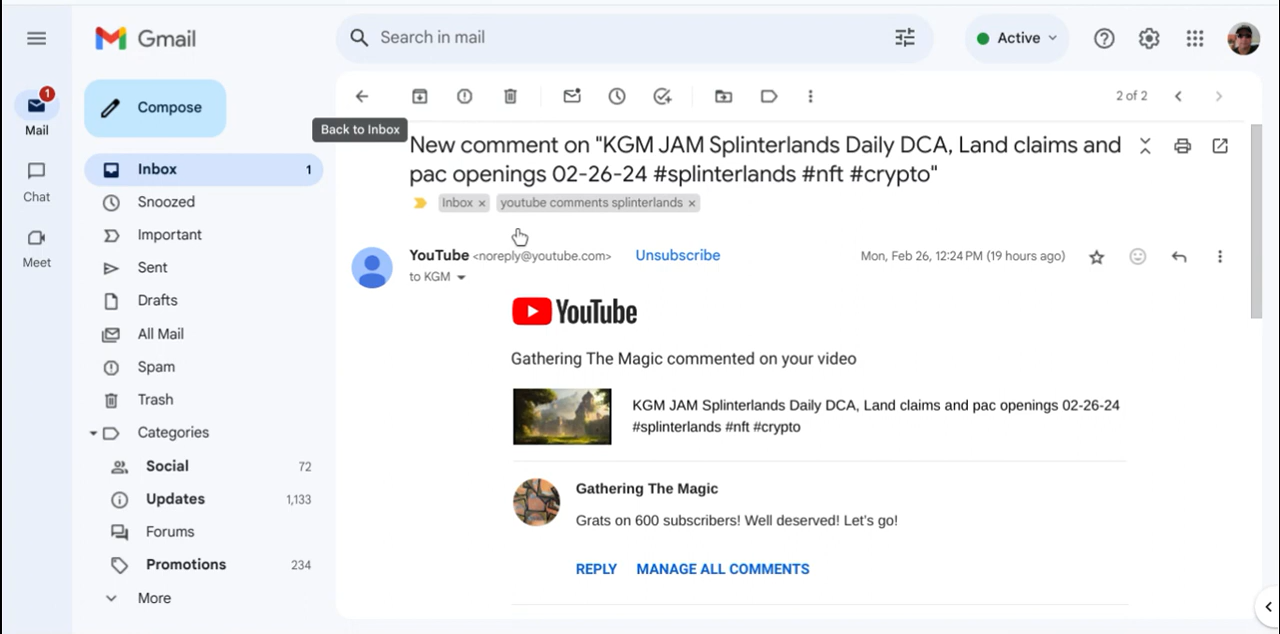 Gmail
Search in mail
Active
1
Mail
Chat
Meet
Compose
Inbox 1
Snoozed
Important
Sent
Drafts
All Mail
Spam
Trash
Categories
Social 72
Updates 1,133
Forums
Promotions 234
More
2 of 2
Back to Inbox
New comment on "KGM JAM Splinterlands Daily DCA, Land claims and
pac openings 02-26-24 #splinterlands #nft #crypto"
Inbox × youtube comments splinterlands ×
YouTube <noreply@youtube.com> Unsubscribe Mon, Feb 26, 12:24 PM (19 hours ago)
to KGM
YouTube
Gathering The Magic commented on your video
KGM JAM Splinterlands Daily DCA, Land claims and pac openings 02-26-24
#splinterlands #nft #crypto
Gathering The Magic
Grats on 600 subscribers! Well deserved! Let's go!
REPLY MANAGE ALL COMMENTS